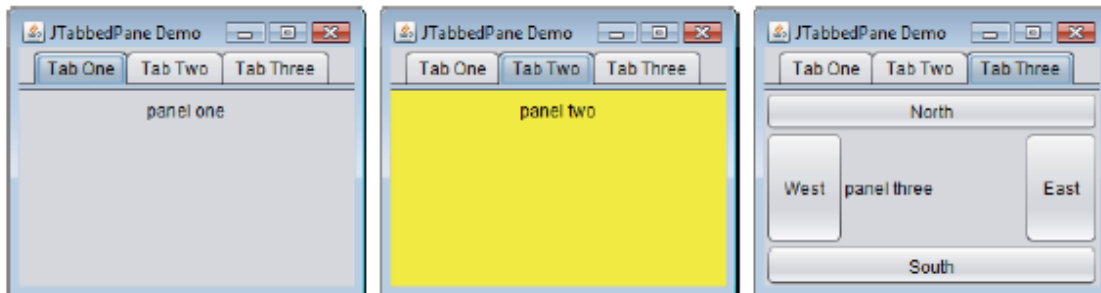 JTabbedPane Demo
Tab One Tab Two Tab Three
panel one
JTabbedPane Demo
Tab One Tab Two Tab Three
panel two
JTabbedPane Demo
Tab One Tab Two Tab Three
North
West panel three East
South